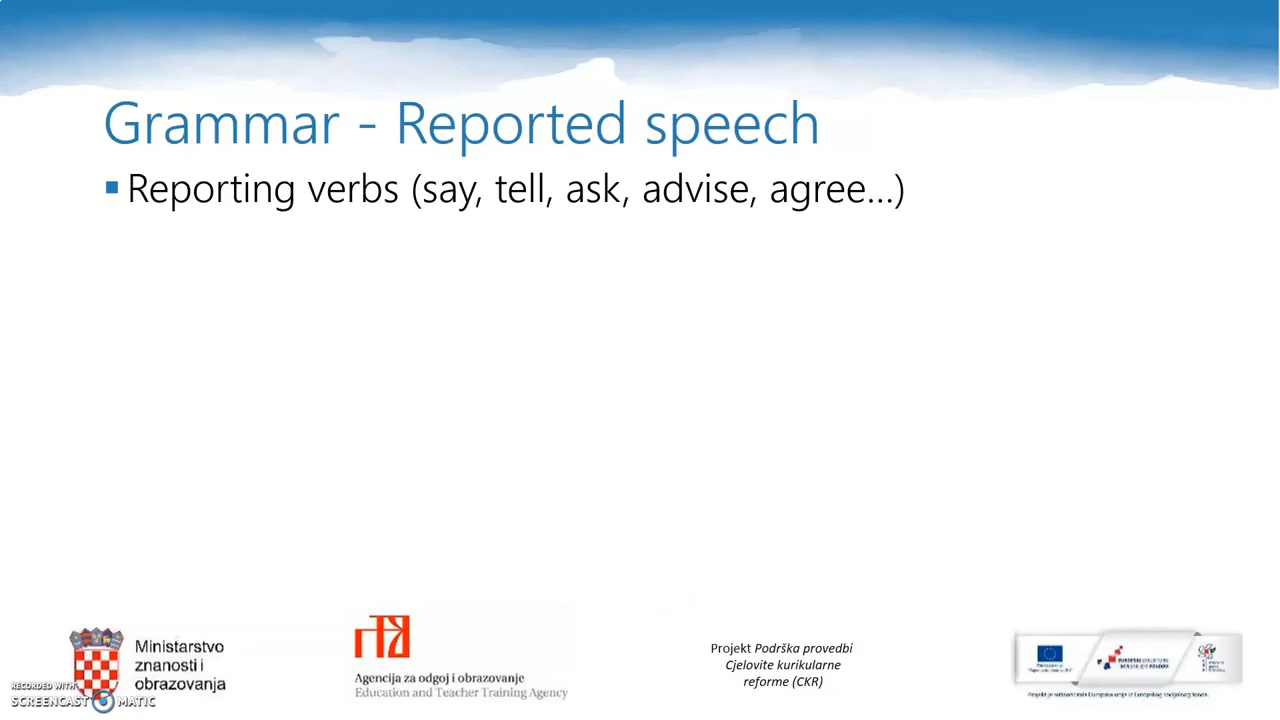 Grammar - Reported speech
▪ Reporting verbs (say, tell, ask, advise, agree...)
Ministarstvo
znanosti i
obrazovanja
Agencija za odgoj i obrazovanje
Education and Teacher Training Agency
Projekt Podrška provedbi
Cjelovite kurikularne
reforme (CKR)
RECORDED WITH
SCREENCAST MATIC